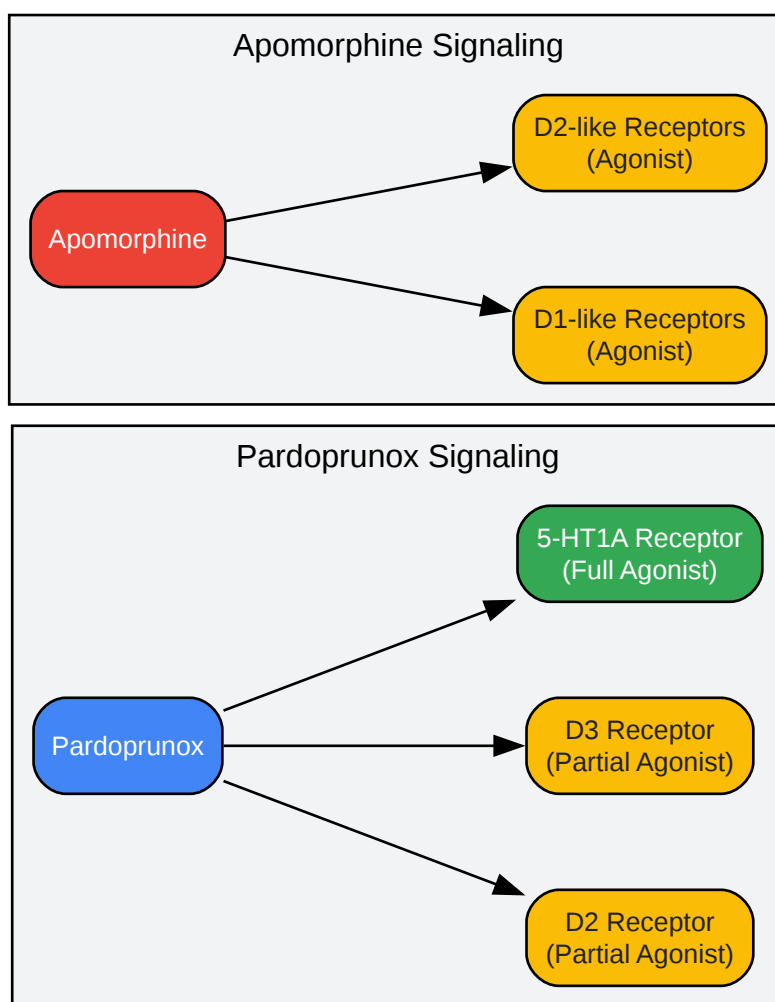 Apomorphine Signaling
D2-like Receptors
(Agonist)
Apomorphine
D1-like Receptors
(Agonist)
Pardoprunox Signaling
5-HT1A Receptor
(Full Agonist)
Pardoprunox
D3 Receptor
(Partial Agonist)
D2 Receptor
(Partial Agonist)